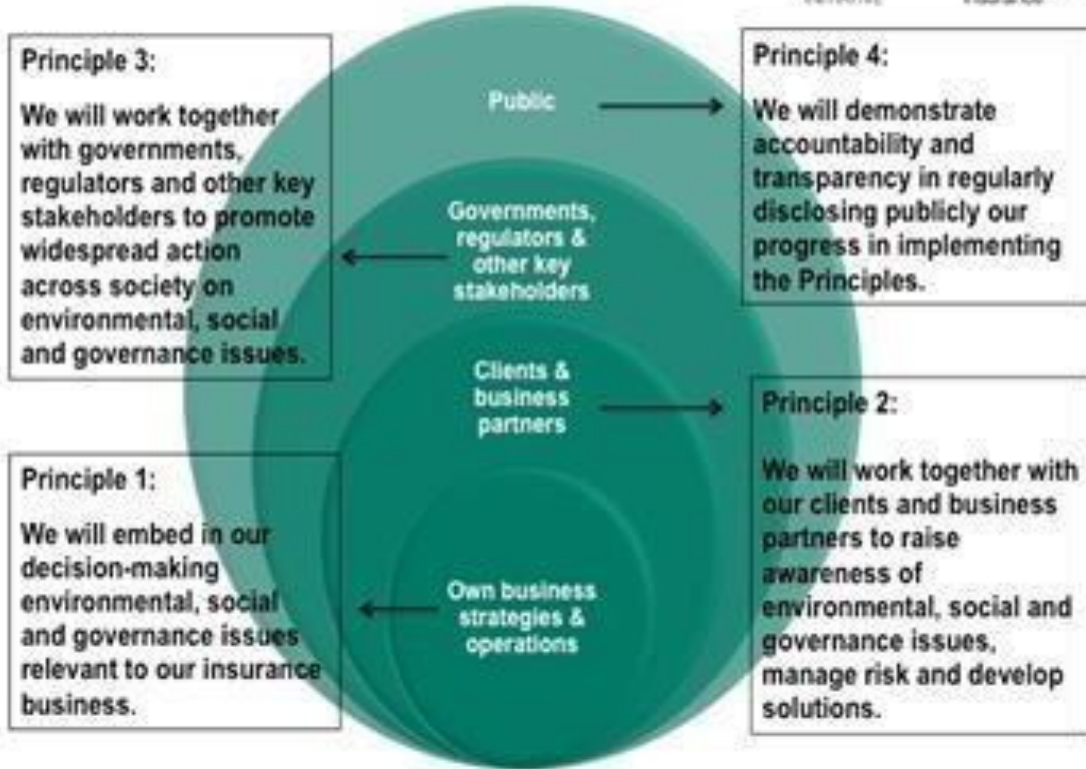 Principle 3:
We will work together
with governments,
regulators and other key
stakeholders to promote
widespread action
across society on
environmental, social
and governance issues.
Public
Principle 4:
We will demonstrate
accountability and
transparency in regularly
disclosing publicly our
progress in implementing
the Principles.
Governments,
regulators &
other key
stakeholders
Clients &
business
partners
Principle 2:
We will work together with
our clients and business
partners to raise
awareness of
environmental, social and
governance issues,
manage risk and develop
solutions.
Principle 1:
We will embed in our
decision-making
environmental, social
and governance issues
relevant to our insurance
business.
Own business
strategies &
operations